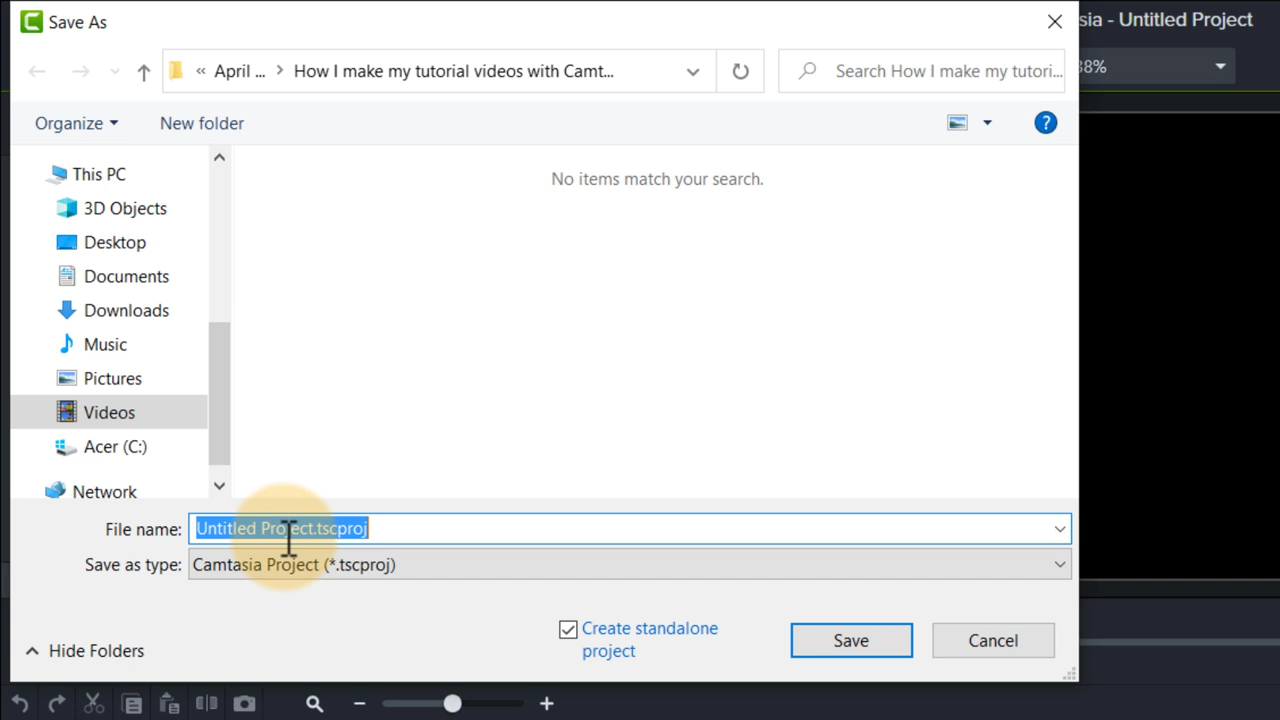 Save As
sia - Untitled Project
« April ... > How I make my tutorial videos with Camt...
Search How I make my tutori...
38%
Organize
New folder
?
This PC
No items match your search.
3D Objects
Desktop
Documents
Downloads
Music
Pictures
Videos
Acer (C:)
Network
File name: Untitled Project.tscproj
Save as type: Camtasia Project (*.tscproj)
Create standalone
project
Save
Cancel
Hide Folders